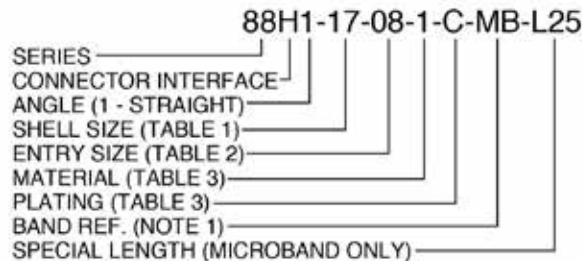 88H1-17-08-1-C-MB-L25
SERIES
CONNECTOR INTERFACE
ANGLE (1 - STRAIGHT)
SHELL SIZE (TABLE 1)
ENTRY SIZE (TABLE 2)
MATERIAL (TABLE 3)
PLATING (TABLE 3)
BAND REF. (NOTE 1)
SPECIAL LENGTH (MICROBAND ONLY)